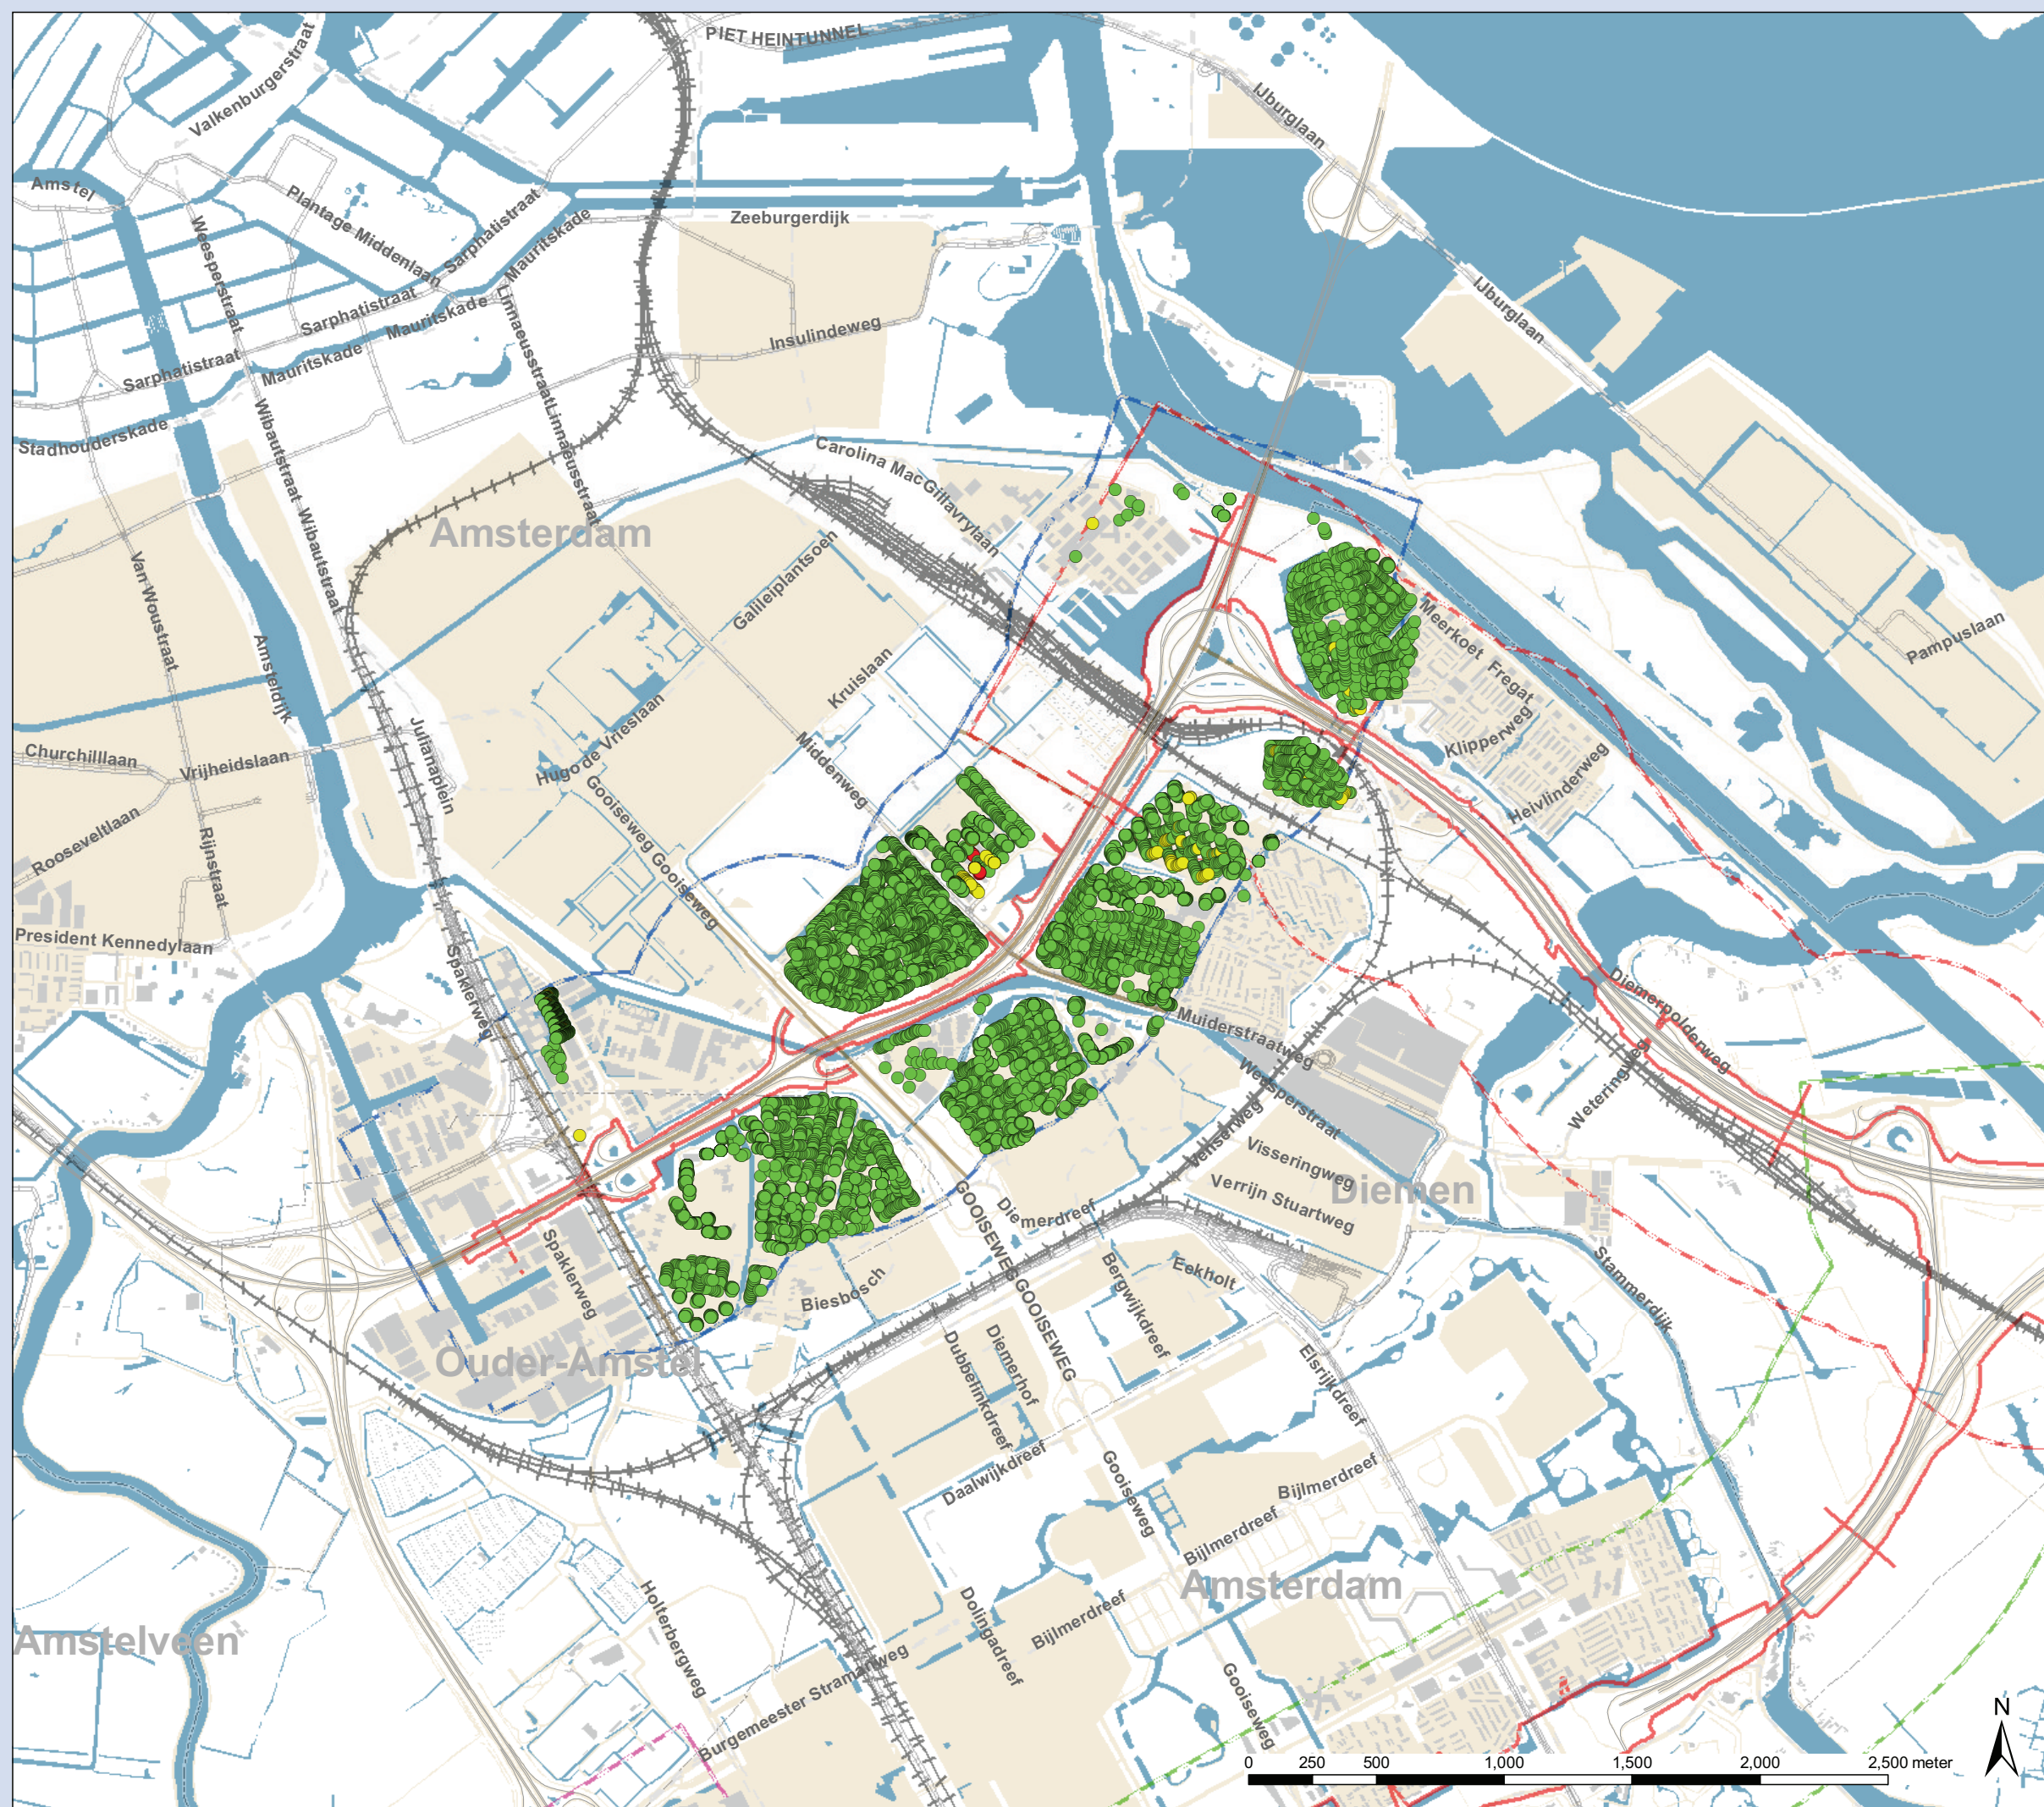 PIET HEINTUNNEL
Valkenburgerstraat
IJburglaan
Amstel
Plantage Middenlaan
Sarphatistraat
Mauritskade
Zeeburgerdijk
Weesperstraat
Sarphatistraat
Mauritskade
Linnaeusstraat
Insulindeweg
IJburglaan
Sarphatistraat
Mauritskade
Stadhouderskade
Wibautstraat
Linnaeusstraat
Carolina MacGillavrylaan
Amsterdam
Wibautstraat
Van Woustraat
Galileiplantsoen
Amsteldijk
Kruislaan
Meerkoet
Fregat
Pampuslaan
Churchilllaan
Vrijheidslaan
Julianaplein
Hugo de Vrieslaan
Middenweg
Klipperweg
Heivlinderweg
Rooseveltlaan
Rijnstraat
Gooiseweg
Gooiseweg
President Kennedylaan
Spaklerweg
Diemerpolderweg
Muiderstraatweg
Weesperstraat
Weteringweg
Venserweg
Visseringweg
Verrijn Stuartweg
Diemen
GOOISEWEG
Diemerdreef
Spaklerweg
Biesbosch
Bergwijkdreef
Eekholt
Stammerdijk
GOOISEWEG
Ouder-Amstel
Dubbelinkdreef
Diemerhof
Elsrijkdreef
Daalwijkdreef
Gooiseweg
Bijlmerdreef
Bijlmerdreef
Amsterdam
Holterbergweg
Dolingadreef
Bijlmerdreef
Amstelveen
Burgemeester Stramanweg
Gooiseweg
N
0 250 500 1,000 1,500 2,000 2,500 meter